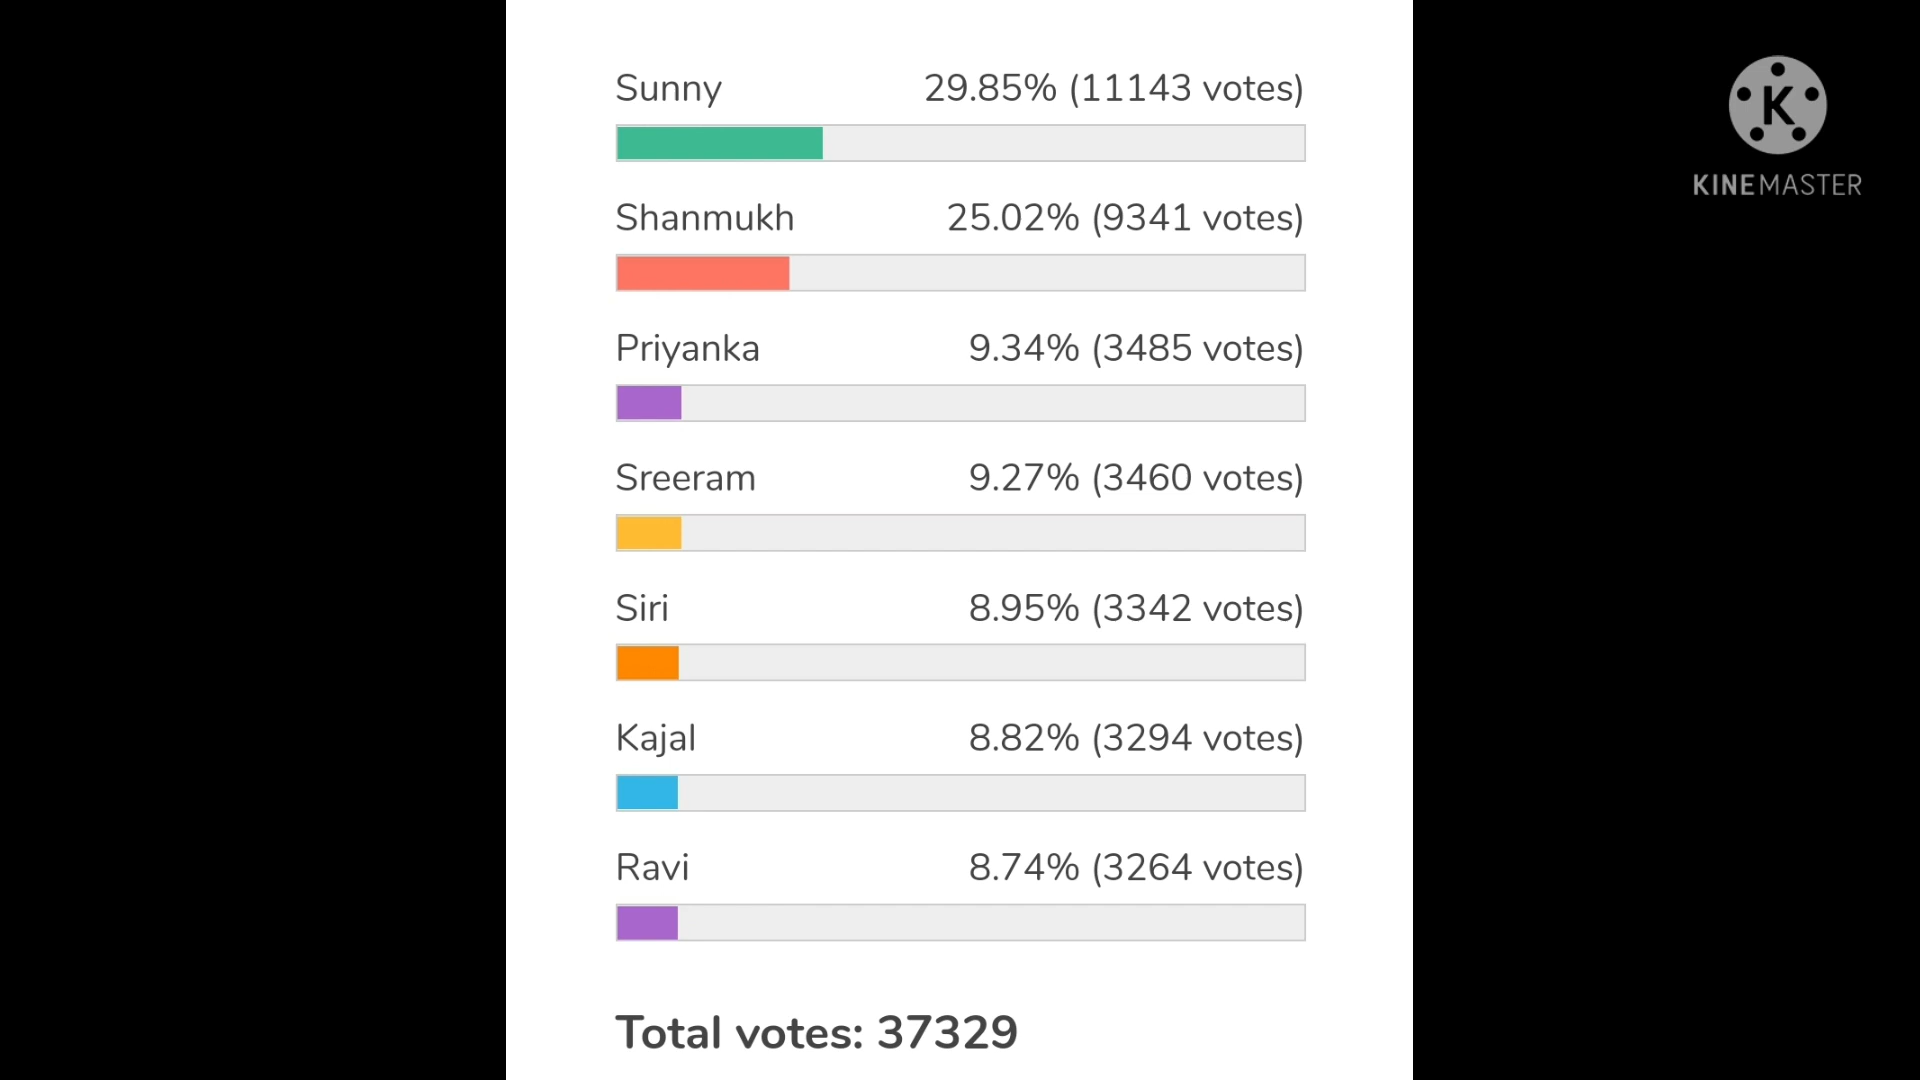 Sunny 29.85% (11143 votes)
Shanmukh 25.02% (9341 votes)
Priyanka 9.34% (3485 votes)
Sreeram 9.27% (3460 votes)
Siri 8.95% (3342 votes)
Kajal 8.82% (3294 votes)
Ravi 8.74% (3264 votes)
Total votes: 37329
K
KINEMASTER